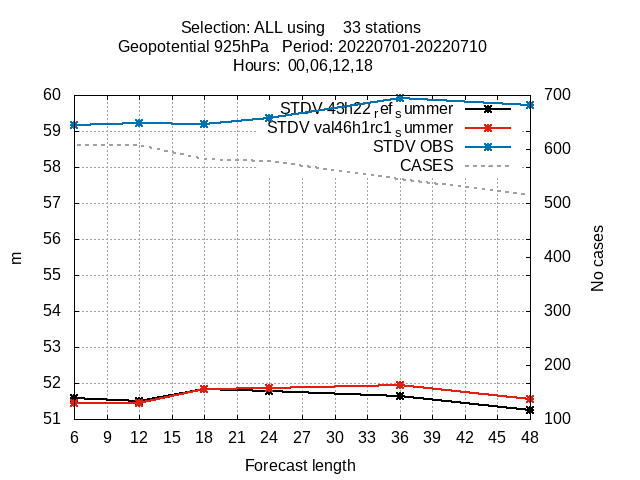 Selection: ALL using    33 stations
Geopotential 925hPa   Period: 20220701-20220710
Hours:  00,06,12,18
STDV 43h22_ref_summer
STDV val46h1rc1_summer
STDV OBS
CASES
60
59
58
57
56
55
54
53
52
51
m
700
600
500
400
300
200
100
No cases
6 9 12 15 18 21 24 27 30 33 36 39 42 45 48
Forecast length